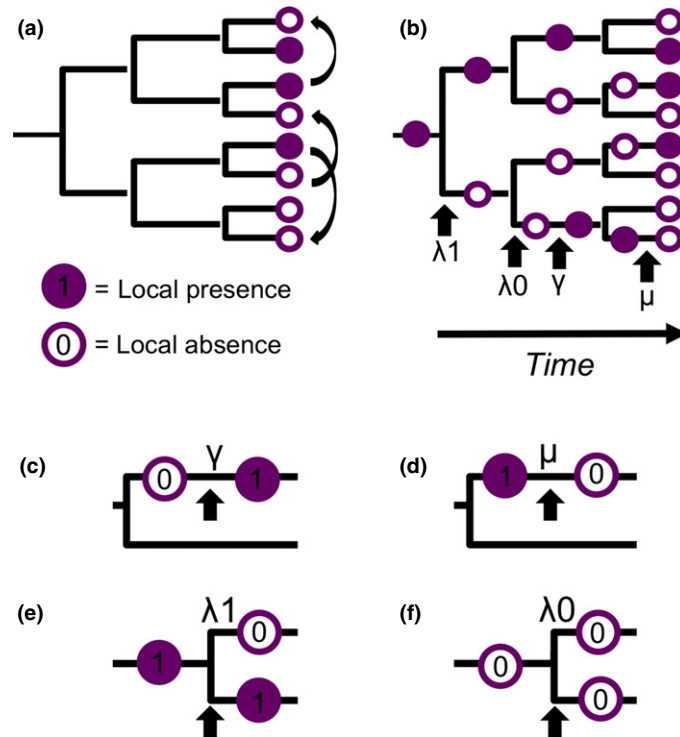 (a)
(b)
λ1
λ0
γ
μ
1 = Local presence
0 = Local absence
Time
(c)
γ
0
1
(d)
μ
1
0
(e)
λ1
0
1
1
(f)
λ0
0
0
0